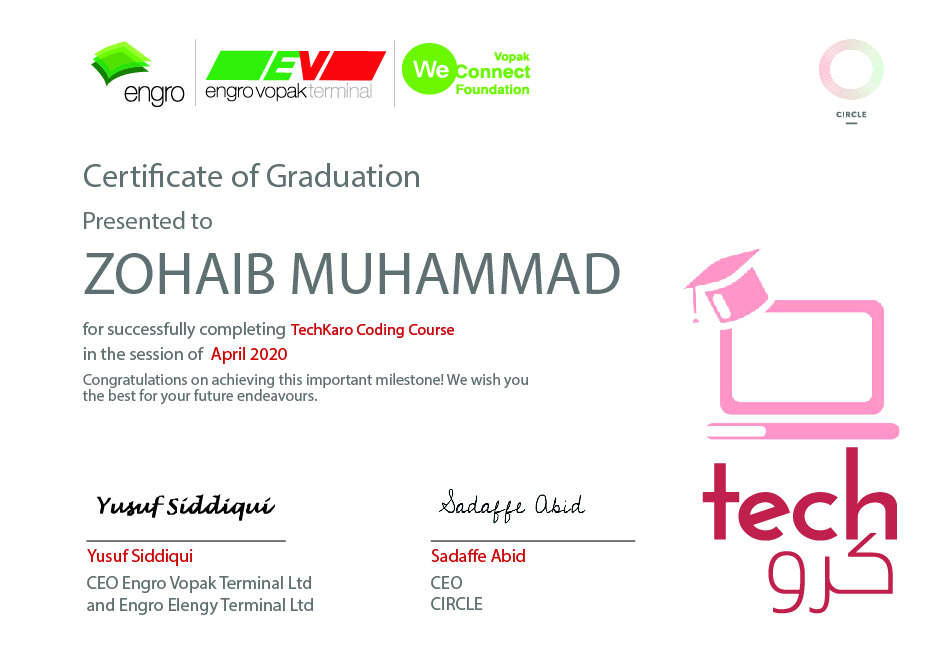 engro
EV
engro vopak terminal
We
Vopak
Connect
Foundation
CIRCLE
Certificate of Graduation
Presented to
ZOHAIB MUHAMMAD
for successfully completing TechKaro Coding Course
in the session of April 2020
Congratulations on achieving this important milestone! We wish you
the best for your future endeavours.
tech
کرو
Yusuf Siddiqui
Yusuf Siddiqui
CEO Engro Vopak Terminal Ltd
and Engro Elengy Terminal Ltd
Sadaffe Abid
Sadaffe Abid
CEO
CIRCLE